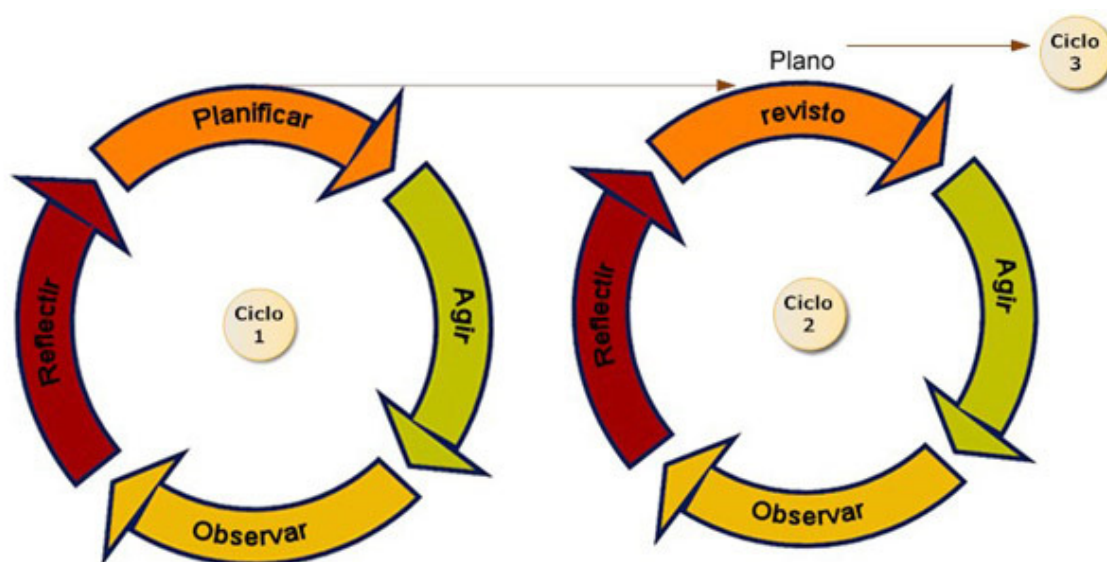 Planificar
Agir
Observar
Reflectir
Ciclo
1
Plano
revisto
Agir
Observar
Reflectir
Ciclo
2
Ciclo
3